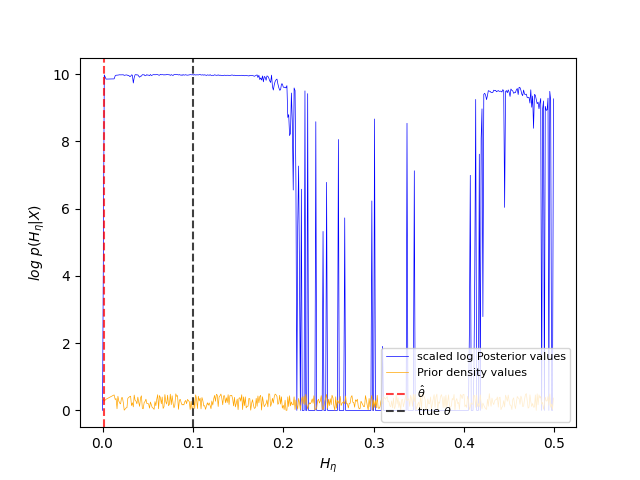 10
8
6
4
2
0
log p(H_η|X)
scaled log Posterior values
Prior density values
θ̂
true θ
0.0 0.1 0.2 0.3 0.4 0.5
H_η